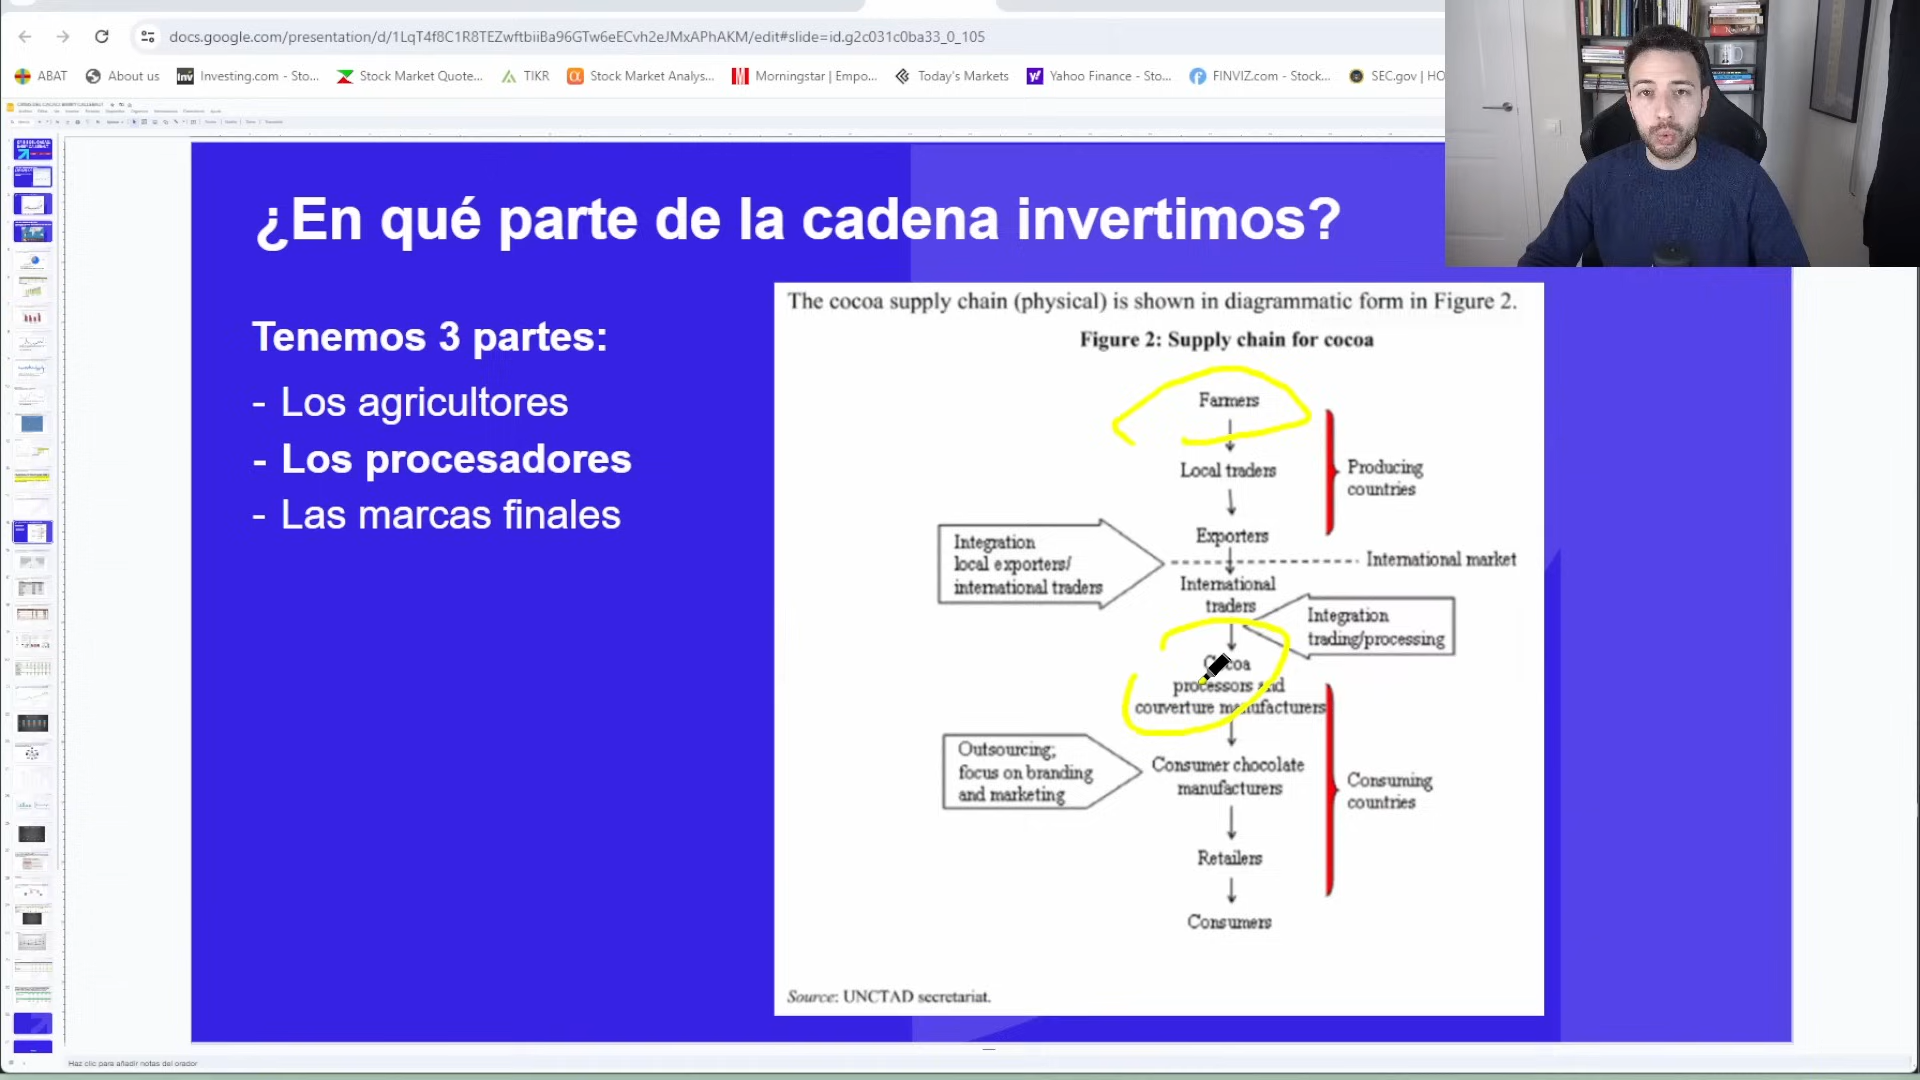 docs.google.com/presentation/d/1LqT4f8C1R8TEZwftbiiBa96GTw6eECvh2eJMxAPhAKM/edit#slide=id.g2c031c0ba33_0_105
ABAT
About us
Investing.com - Sto...
Stock Market Quote...
TIKR
Stock Market Analys...
Morningstar | Empo...
Today's Markets
Yahoo Finance - Sto...
FINVIZ.com - Stock...
SEC.gov | HO
¿En qué parte de la cadena invertimos?
Tenemos 3 partes:
- Los agricultores
- Los procesadores
- Las marcas finales
The cocoa supply chain (physical) is shown in diagrammatic form in Figure 2.
Figure 2: Supply chain for cocoa
Farmers
Local traders
Producing
countries
Exporters
Integration
local exporters/
international traders
International market
International
traders
Integration
trading/processing
Cocoa
processors and
couverture manufacturers
Outsourcing;
focus on branding
and marketing
Consumer chocolate
manufacturers
Consuming
countries
Retailers
Consumers
Source: UNCTAD secretariat.
Haz clic para añadir notas del orador